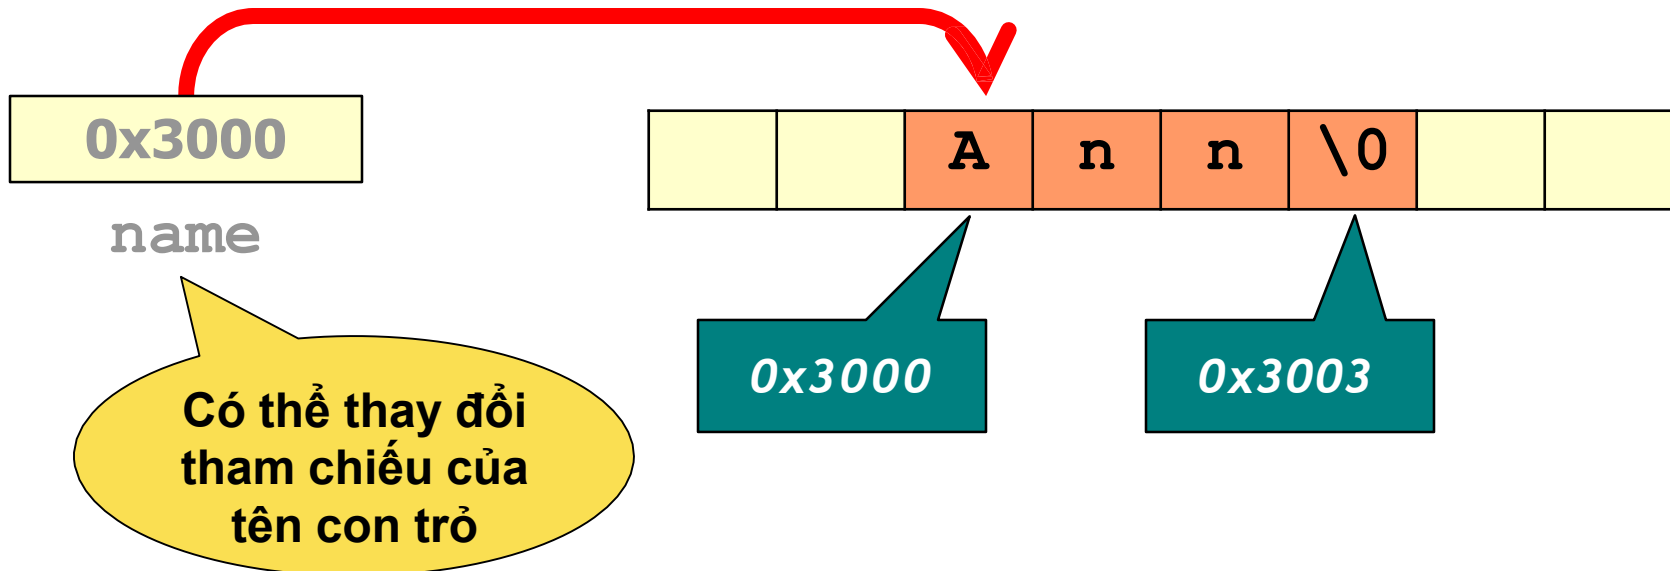 0x3000
A n n \0
name
0x3000
0x3003
Có thể thay đổi
tham chiếu của
tên con trỏ